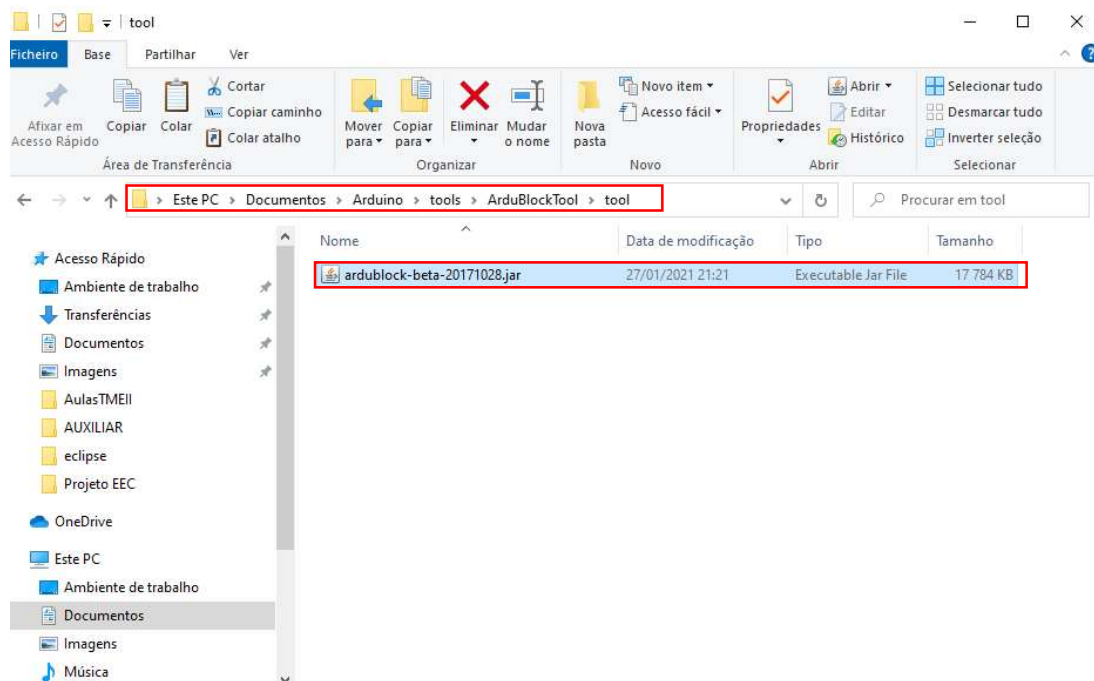 tool
Ficheiro Base Partilhar Ver
Afixar em Acesso Rápido
Copiar
Colar
Cortar
Copiar caminho
Colar atalho
Área de Transferência
Mover para
Copiar para
Eliminar
Mudar o nome
Organizar
Nova pasta
Novo item
Acesso fácil
Novo
Propriedades
Abrir
Editar
Histórico
Abrir
Selecionar tudo
Desmarcar tudo
Inverter seleção
Selecionar
Este PC > Documentos > Arduino > tools > ArduBlockTool > tool
Procurar em tool
Nome Data de modificação Tipo Tamanho
ardublock-beta-20171028.jar 27/01/2021 21:21 Executable Jar File 17 784 KB
Acesso Rápido
Ambiente de trabalho
Transferências
Documentos
Imagens
AulasTMEII
AUXILIAR
eclipse
Projeto EEC
OneDrive
Este PC
Ambiente de trabalho
Documentos
Imagens
Música